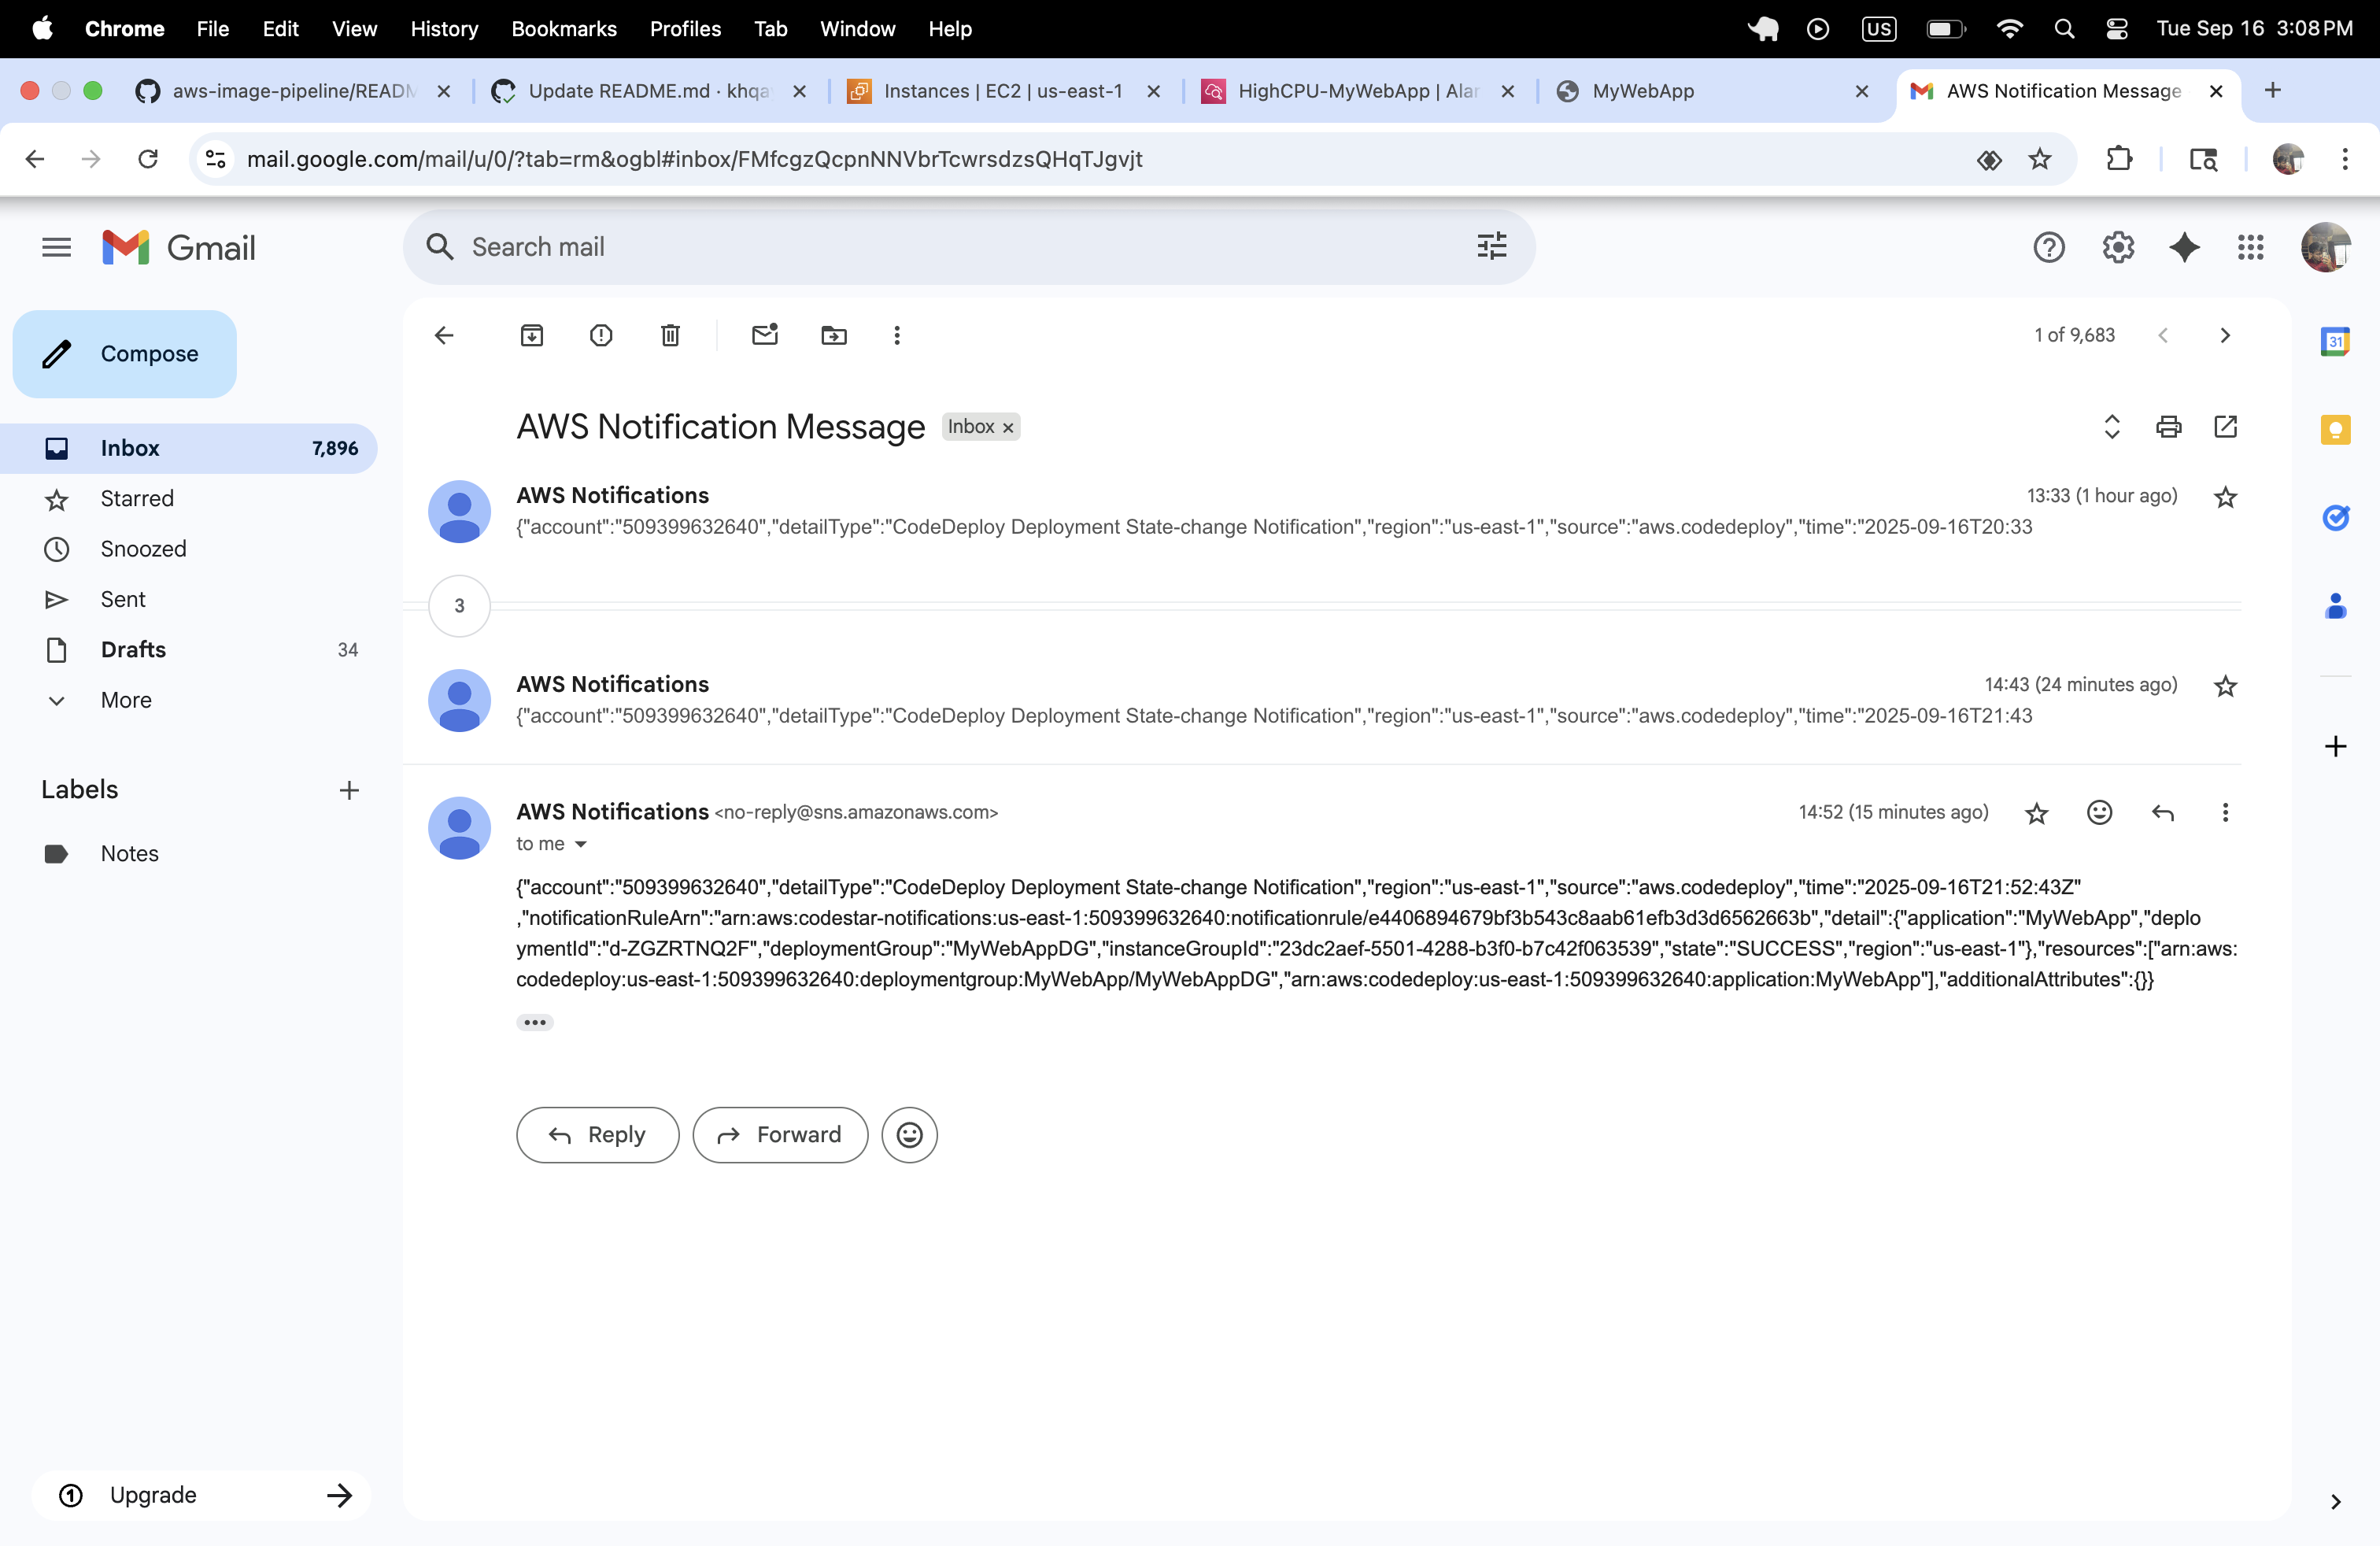 Chrome File Edit View History Bookmarks Profiles Tab Window Help US Tue Sep 16 3:08 PM
aws-image-pipeline/READM Update README.md · khqa Instances | EC2 | us-east-1 HighCPU-MyWebApp | Alar MyWebApp AWS Notification Message
mail.google.com/mail/u/0/?tab=rm&ogbl#inbox/FMfcgzQcpnNNVbrTcwrsdzsQHqTJgvjt
Gmail
Search mail
Compose
1 of 9,683
31
Inbox 7,896
Starred
Snoozed
Sent
Drafts 34
More
Labels
Notes
AWS Notification Message Inbox
AWS Notifications 13:33 (1 hour ago)
{"account":"509399632640","detailType":"CodeDeploy Deployment State-change Notification","region":"us-east-1","source":"aws.codedeploy","time":"2025-09-16T20:33
3
AWS Notifications 14:43 (24 minutes ago)
{"account":"509399632640","detailType":"CodeDeploy Deployment State-change Notification","region":"us-east-1","source":"aws.codedeploy","time":"2025-09-16T21:43
AWS Notifications <no-reply@sns.amazonaws.com> 14:52 (15 minutes ago)
to me
{"account":"509399632640","detailType":"CodeDeploy Deployment State-change Notification","region":"us-east-1","source":"aws.codedeploy","time":"2025-09-16T21:52:43Z"
,"notificationRuleArn":"arn:aws:codestar-notifications:us-east-1:509399632640:notificationrule/e4406894679bf3b543c8aab61efb3d3d6562663b","detail":{"application":"MyWebApp","deplo
ymentId":"d-ZGZRTNQ2F","deploymentGroup":"MyWebAppDG","instanceGroupId":"23dc2aef-5501-4288-b3f0-b7c42f063539","state":"SUCCESS","region":"us-east-1"},"resources":["arn:aws:
codedeploy:us-east-1:509399632640:deploymentgroup:MyWebApp/MyWebAppDG","arn:aws:codedeploy:us-east-1:509399632640:application:MyWebApp"],"additionalAttributes":{}}
Reply Forward
1 Upgrade